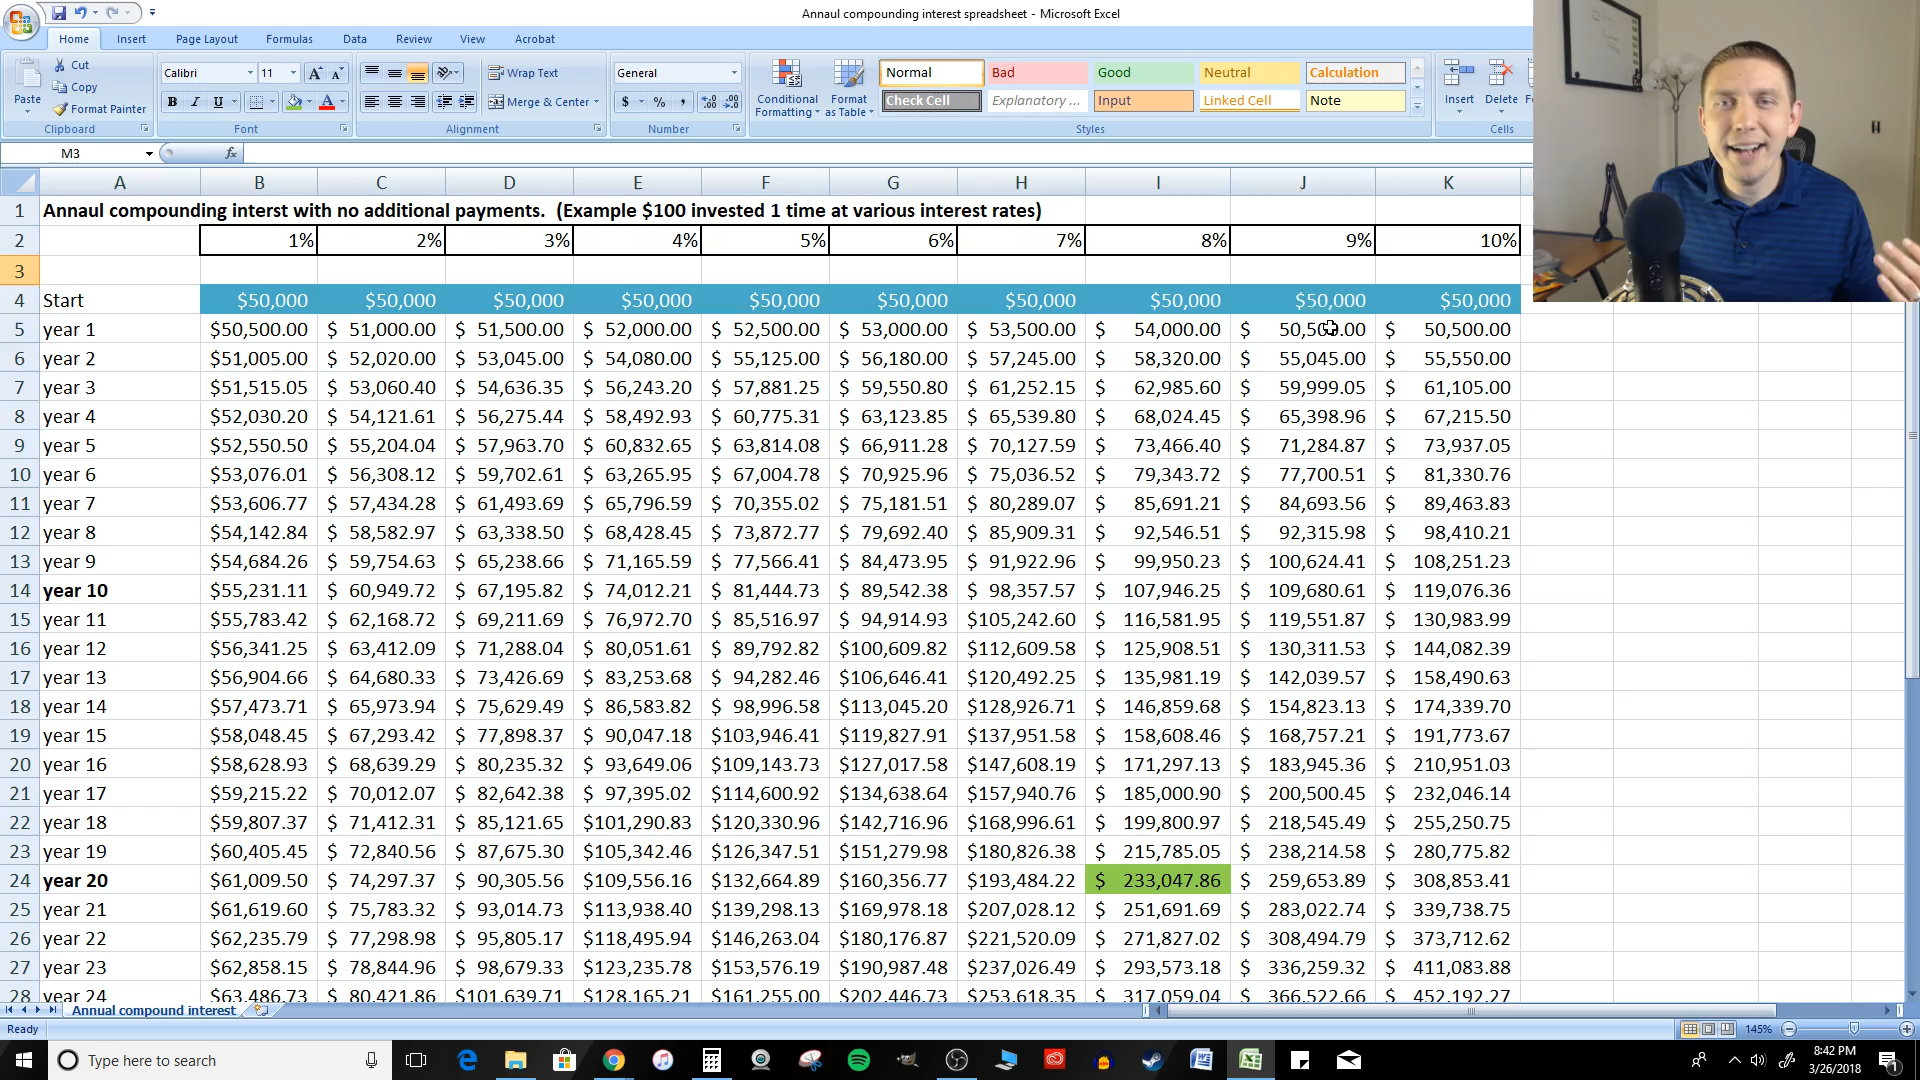 Annaul compounding interest spreadsheet - Microsoft Excel
Home Insert Page Layout Formulas Data Review View Acrobat
Cut
Copy
Format Painter
Paste
Clipboard
Calibri 11
Font
Wrap Text
Merge & Center
Alignment
General
Number
Conditional Formatting
Format as Table
Normal Bad Good Neutral Calculation
Check Cell Explanatory ... Input Linked Cell Note
Styles
Insert Delete
Cells
M3 fx
A B C D E F G H I J K
1 Annaul compounding interst with no additional payments. (Example $100 invested 1 time at various interest rates)
2 1% 2% 3% 4% 5% 6% 7% 8% 9% 10%
3
4 Start $50,000 $50,000 $50,000 $50,000 $50,000 $50,000 $50,000 $50,000 $50,000 $50,000
5 year 1 $50,500.00 $ 51,000.00 $ 51,500.00 $ 52,000.00 $ 52,500.00 $ 53,000.00 $ 53,500.00 $ 54,000.00 $ 50,500.00 $ 50,500.00
6 year 2 $51,005.00 $ 52,020.00 $ 53,045.00 $ 54,080.00 $ 55,125.00 $ 56,180.00 $ 57,245.00 $ 58,320.00 $ 55,045.00 $ 55,550.00
7 year 3 $51,515.05 $ 53,060.40 $ 54,636.35 $ 56,243.20 $ 57,881.25 $ 59,550.80 $ 61,252.15 $ 62,985.60 $ 59,999.05 $ 61,105.00
8 year 4 $52,030.20 $ 54,121.61 $ 56,275.44 $ 58,492.93 $ 60,775.31 $ 63,123.85 $ 65,539.80 $ 68,024.45 $ 65,398.96 $ 67,215.50
9 year 5 $52,550.50 $ 55,204.04 $ 57,963.70 $ 60,832.65 $ 63,814.08 $ 66,911.28 $ 70,127.59 $ 73,466.40 $ 71,284.87 $ 73,937.05
10 year 6 $53,076.01 $ 56,308.12 $ 59,702.61 $ 63,265.95 $ 67,004.78 $ 70,925.96 $ 75,036.52 $ 79,343.72 $ 77,700.51 $ 81,330.76
11 year 7 $53,606.77 $ 57,434.28 $ 61,493.69 $ 65,796.59 $ 70,355.02 $ 75,181.51 $ 80,289.07 $ 85,691.21 $ 84,693.56 $ 89,463.83
12 year 8 $54,142.84 $ 58,582.97 $ 63,338.50 $ 68,428.45 $ 73,872.77 $ 79,692.40 $ 85,909.31 $ 92,546.51 $ 92,315.98 $ 98,410.21
13 year 9 $54,684.26 $ 59,754.63 $ 65,238.66 $ 71,165.59 $ 77,566.41 $ 84,473.95 $ 91,922.96 $ 99,950.23 $ 100,624.41 $ 108,251.23
14 year 10 $55,231.11 $ 60,949.72 $ 67,195.82 $ 74,012.21 $ 81,444.73 $ 89,542.38 $ 98,357.57 $ 107,946.25 $ 109,680.61 $ 119,076.36
15 year 11 $55,783.42 $ 62,168.72 $ 69,211.69 $ 76,972.70 $ 85,516.97 $ 94,914.93 $105,242.60 $ 116,581.95 $ 119,551.87 $ 130,983.99
16 year 12 $56,341.25 $ 63,412.09 $ 71,288.04 $ 80,051.61 $ 89,792.82 $100,609.82 $112,609.58 $ 125,908.51 $ 130,311.53 $ 144,082.39
17 year 13 $56,904.66 $ 64,680.33 $ 73,426.69 $ 83,253.68 $ 94,282.46 $106,646.41 $120,492.25 $ 135,981.19 $ 142,039.57 $ 158,490.63
18 year 14 $57,473.71 $ 65,973.94 $ 75,629.49 $ 86,583.82 $ 98,996.58 $113,045.20 $128,926.71 $ 146,859.68 $ 154,823.13 $ 174,339.70
19 year 15 $58,048.45 $ 67,293.42 $ 77,898.37 $ 90,047.18 $103,946.41 $119,827.91 $137,951.58 $ 158,608.46 $ 168,757.21 $ 191,773.67
20 year 16 $58,628.93 $ 68,639.29 $ 80,235.32 $ 93,649.06 $109,143.73 $127,017.58 $147,608.19 $ 171,297.13 $ 183,945.36 $ 210,951.03
21 year 17 $59,215.22 $ 70,012.07 $ 82,642.38 $ 97,395.02 $114,600.92 $134,638.64 $157,940.76 $ 185,000.90 $ 200,500.45 $ 232,046.14
22 year 18 $59,807.37 $ 71,412.31 $ 85,121.65 $101,290.83 $120,330.96 $142,716.96 $168,996.61 $ 199,800.97 $ 218,545.49 $ 255,250.75
23 year 19 $60,405.45 $ 72,840.56 $ 87,675.30 $105,342.46 $126,347.51 $151,279.98 $180,826.38 $ 215,785.05 $ 238,214.58 $ 280,775.82
24 year 20 $61,009.50 $ 74,297.37 $ 90,305.56 $109,556.16 $132,664.89 $160,356.77 $193,484.22 $ 233,047.86 $ 259,653.89 $ 308,853.41
25 year 21 $61,619.60 $ 75,783.32 $ 93,014.73 $113,938.40 $139,298.13 $169,978.18 $207,028.12 $ 251,691.69 $ 283,022.74 $ 339,738.75
26 year 22 $62,235.79 $ 77,298.98 $ 95,805.17 $118,495.94 $146,263.04 $180,176.87 $221,520.09 $ 271,827.02 $ 308,494.79 $ 373,712.62
27 year 23 $62,858.15 $ 78,844.96 $ 98,679.33 $123,235.78 $153,576.19 $190,987.48 $237,026.49 $ 293,573.18 $ 336,259.32 $ 411,083.88
28 year 24 $63,486.73 $ 80,421.86 $101,639.71 $128,165.21 $161,255.00 $202,446.73 $253,618.35 $ 317,059.04 $ 366,522.66 $ 452,192.27
Annual compound interest
Ready 145%
Type here to search
8:42 PM
3/26/2018